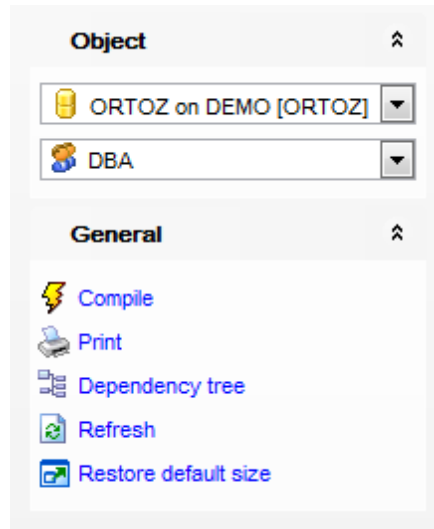 Object
ORTOZ on DEMO [ORTOZ]
DBA
General
Compile
Print
Dependency tree
Refresh
Restore default size